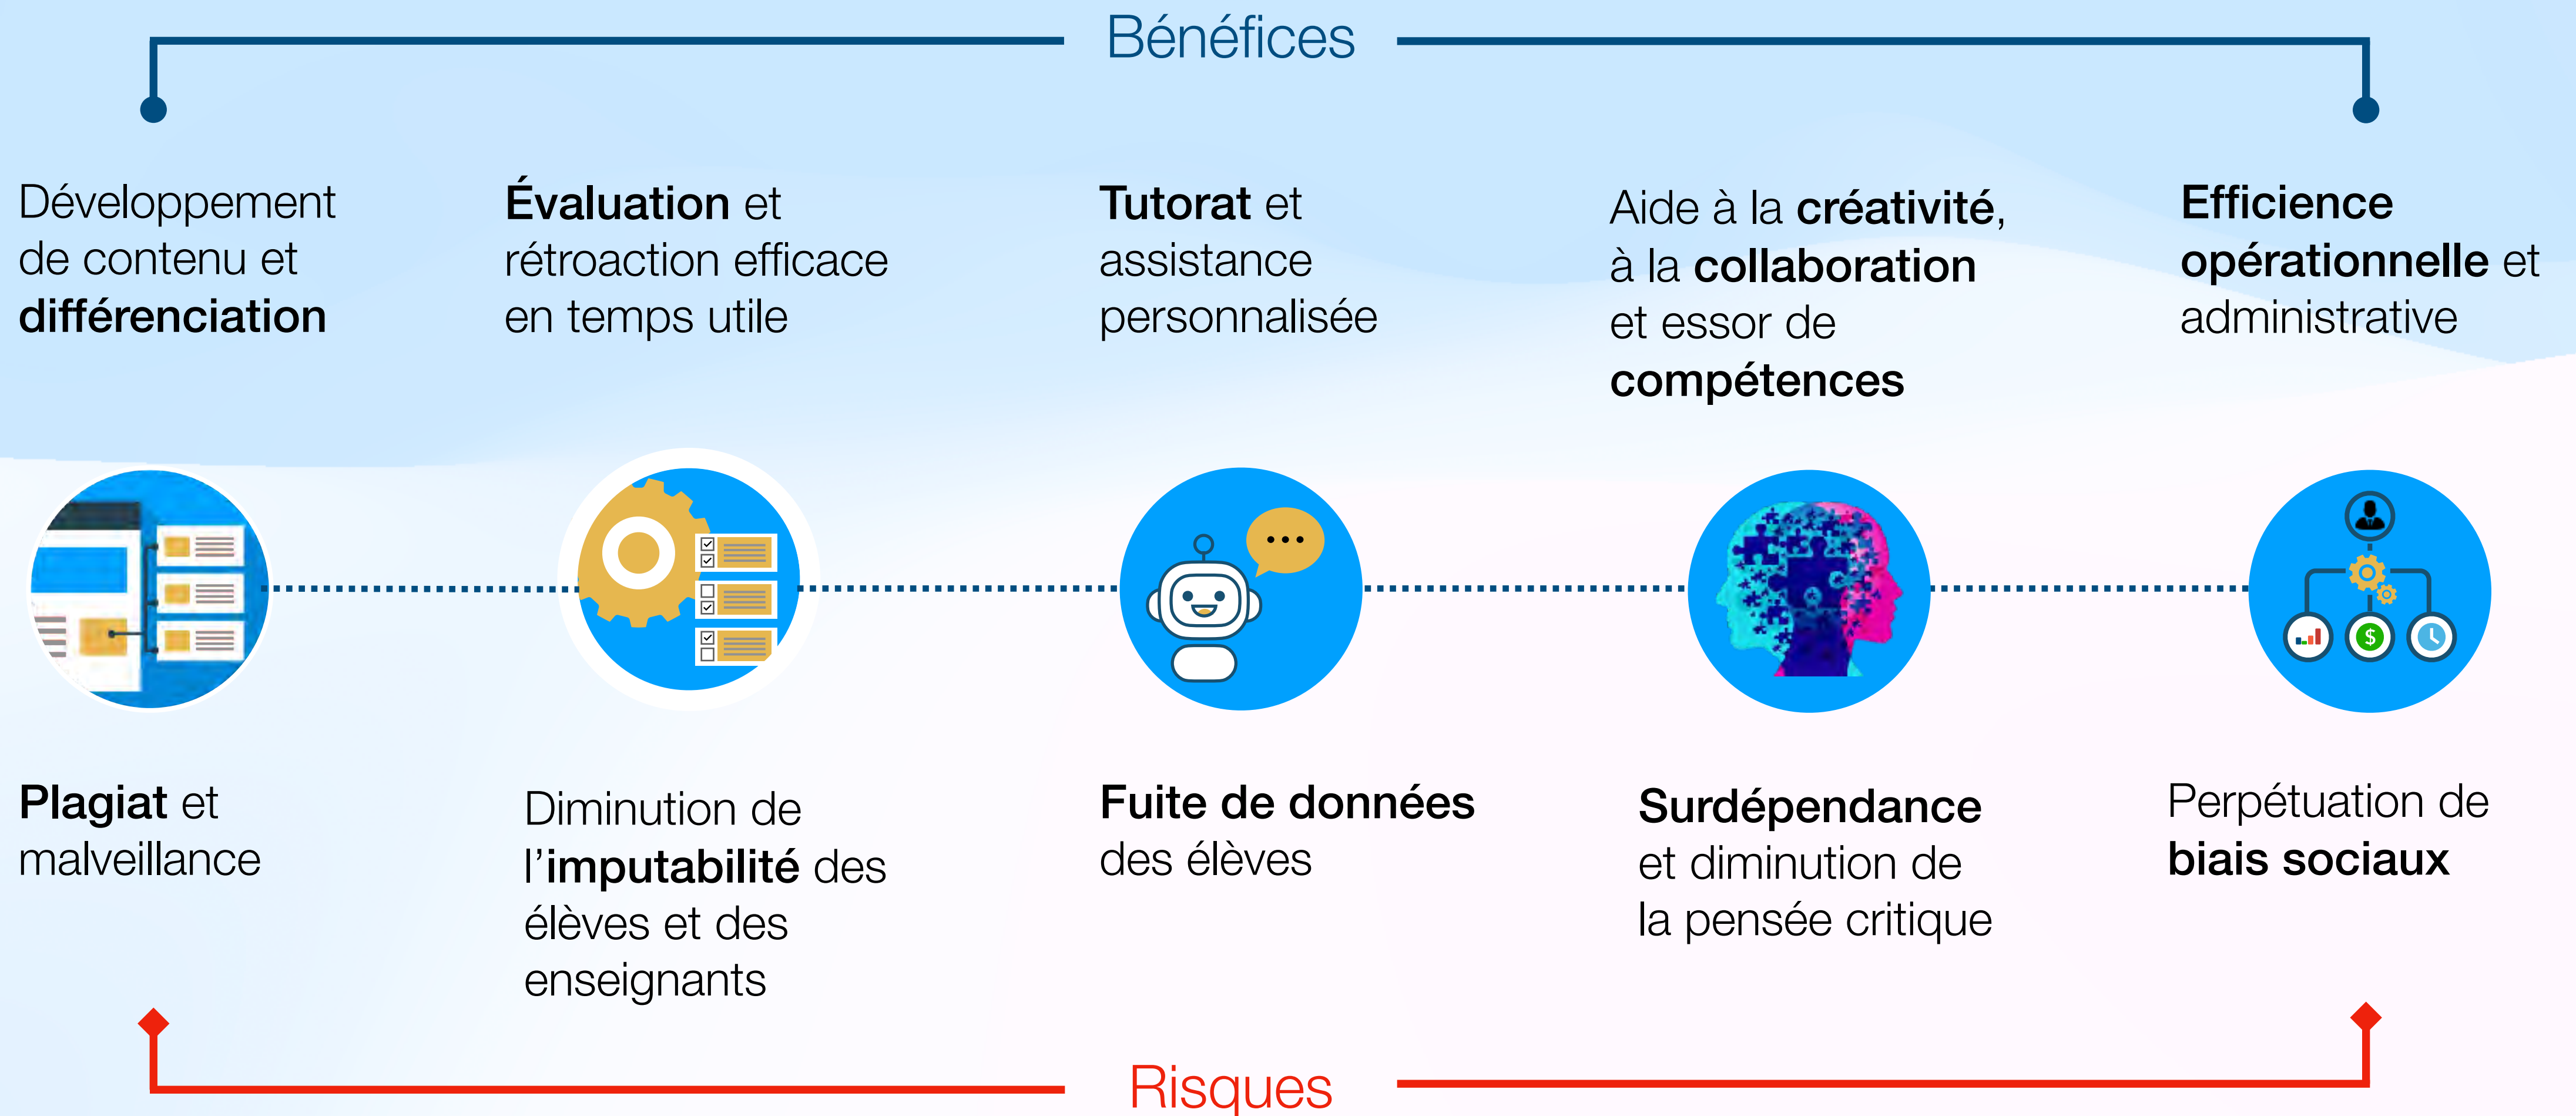 Bénéfices
Développement
de contenu et
différenciation
Évaluation et
rétroaction efficace
en temps utile
Tutorat et
assistance
personnalisée
Aide à la créativité,
à la collaboration
et essor de
compétences
Efficience
opérationnelle et
administrative
$
Plagiat et
malveillance
Diminution de
l’imputabilité des
élèves et des
enseignants
Fuite de données
des élèves
Surdépendance
et diminution de
la pensée critique
Perpétuation de
biais sociaux
Risques